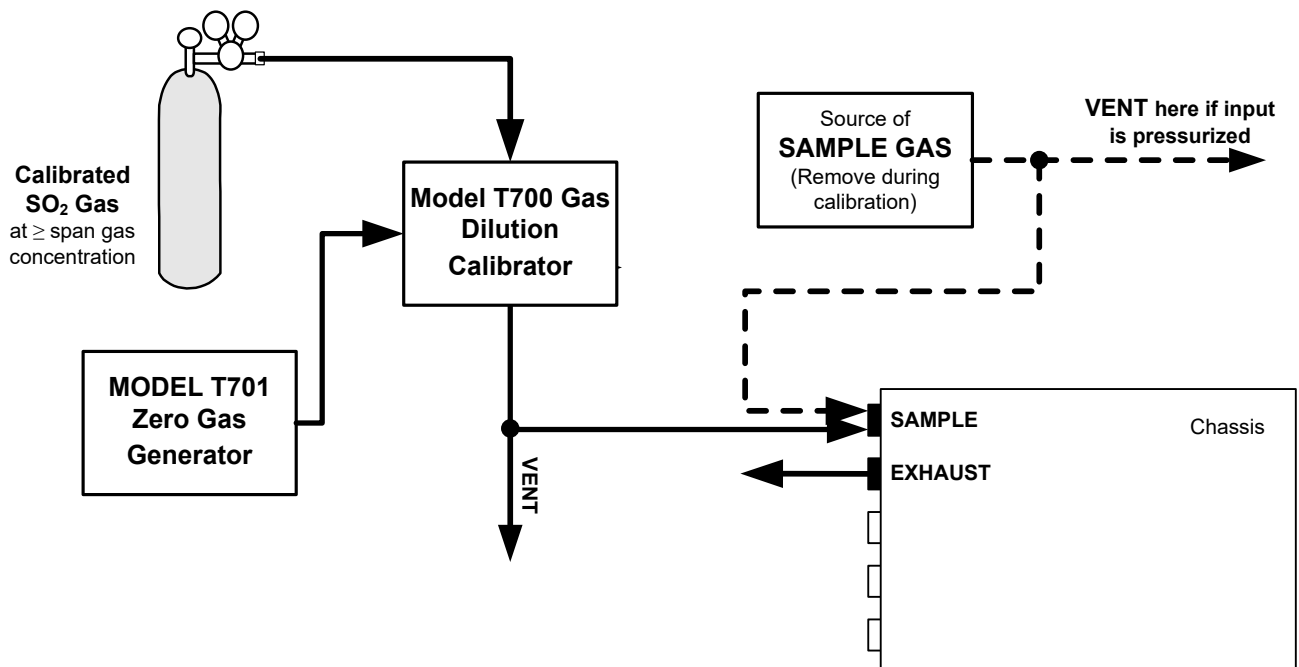 Calibrated
SO₂ Gas
at ≥ span gas
concentration
MODEL T701
Zero Gas
Generator
Model T700 Gas
Dilution
Calibrator
VENT
Source of
SAMPLE GAS
(Remove during
calibration)
VENT here if input
is pressurized
SAMPLE
EXHAUST
Chassis